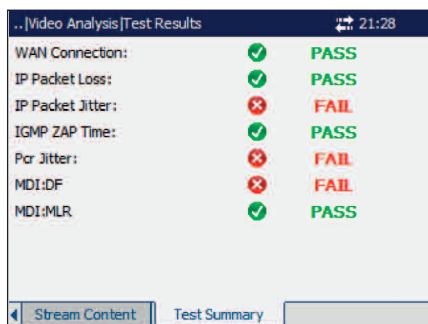 ..|Video Analysis|Test Results 21:28
WAN Connection: PASS
IP Packet Loss: PASS
IP Packet Jitter: FAIL
IGMP ZAP Time: PASS
Pcr Jitter: FAIL
MDI:DF FAIL
MDI:MLR PASS
Stream Content Test Summary